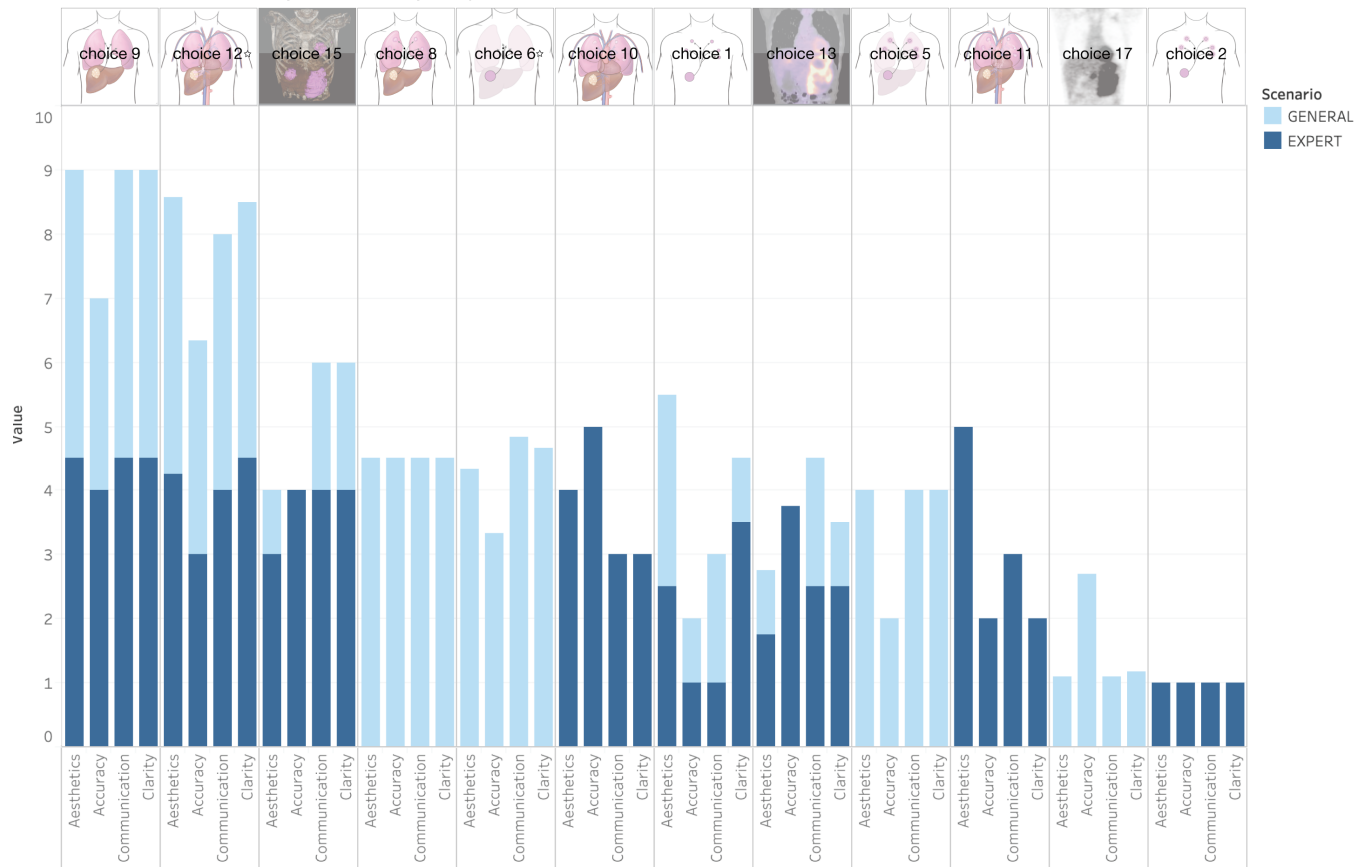 choice 9
choice 12☆
choice 15
choice 8
choice 6☆
choice 10
choice 1
choice 13
choice 5
choice 11
choice 17
choice 2
Scenario
GENERAL
EXPERT
10
9
8
7
6
5
4
3
2
1
0
Value
Aesthetics
Accuracy
Communication
Clarity
Aesthetics
Accuracy
Communication
Clarity
Aesthetics
Accuracy
Communication
Clarity
Aesthetics
Accuracy
Communication
Clarity
Aesthetics
Accuracy
Communication
Clarity
Aesthetics
Accuracy
Communication
Clarity
Aesthetics
Accuracy
Communication
Clarity
Aesthetics
Accuracy
Communication
Clarity
Aesthetics
Accuracy
Communication
Clarity
Aesthetics
Accuracy
Communication
Clarity
Aesthetics
Accuracy
Communication
Clarity
Aesthetics
Accuracy
Communication
Clarity